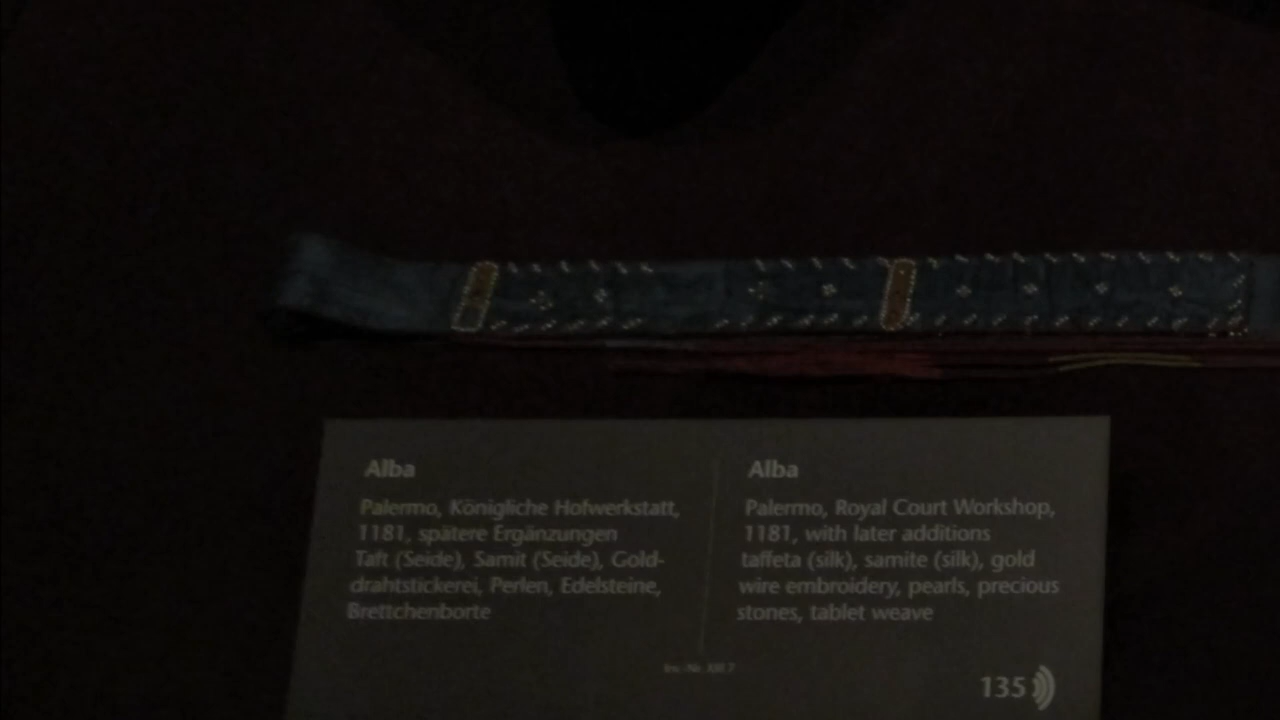 Alba
Palermo, Königliche Hofwerkstatt,
1181, spätere Ergänzungen
Taft (Seide), Samit (Seide), Gold-
drahtstickerei, Perlen, Edelsteine,
Brettchenborte
Alba
Palermo, Royal Court Workshop,
1181, with later additions
taffeta (silk), samite (silk), gold
wire embroidery, pearls, precious
stones, tablet weave
Inv.-Nr.
135